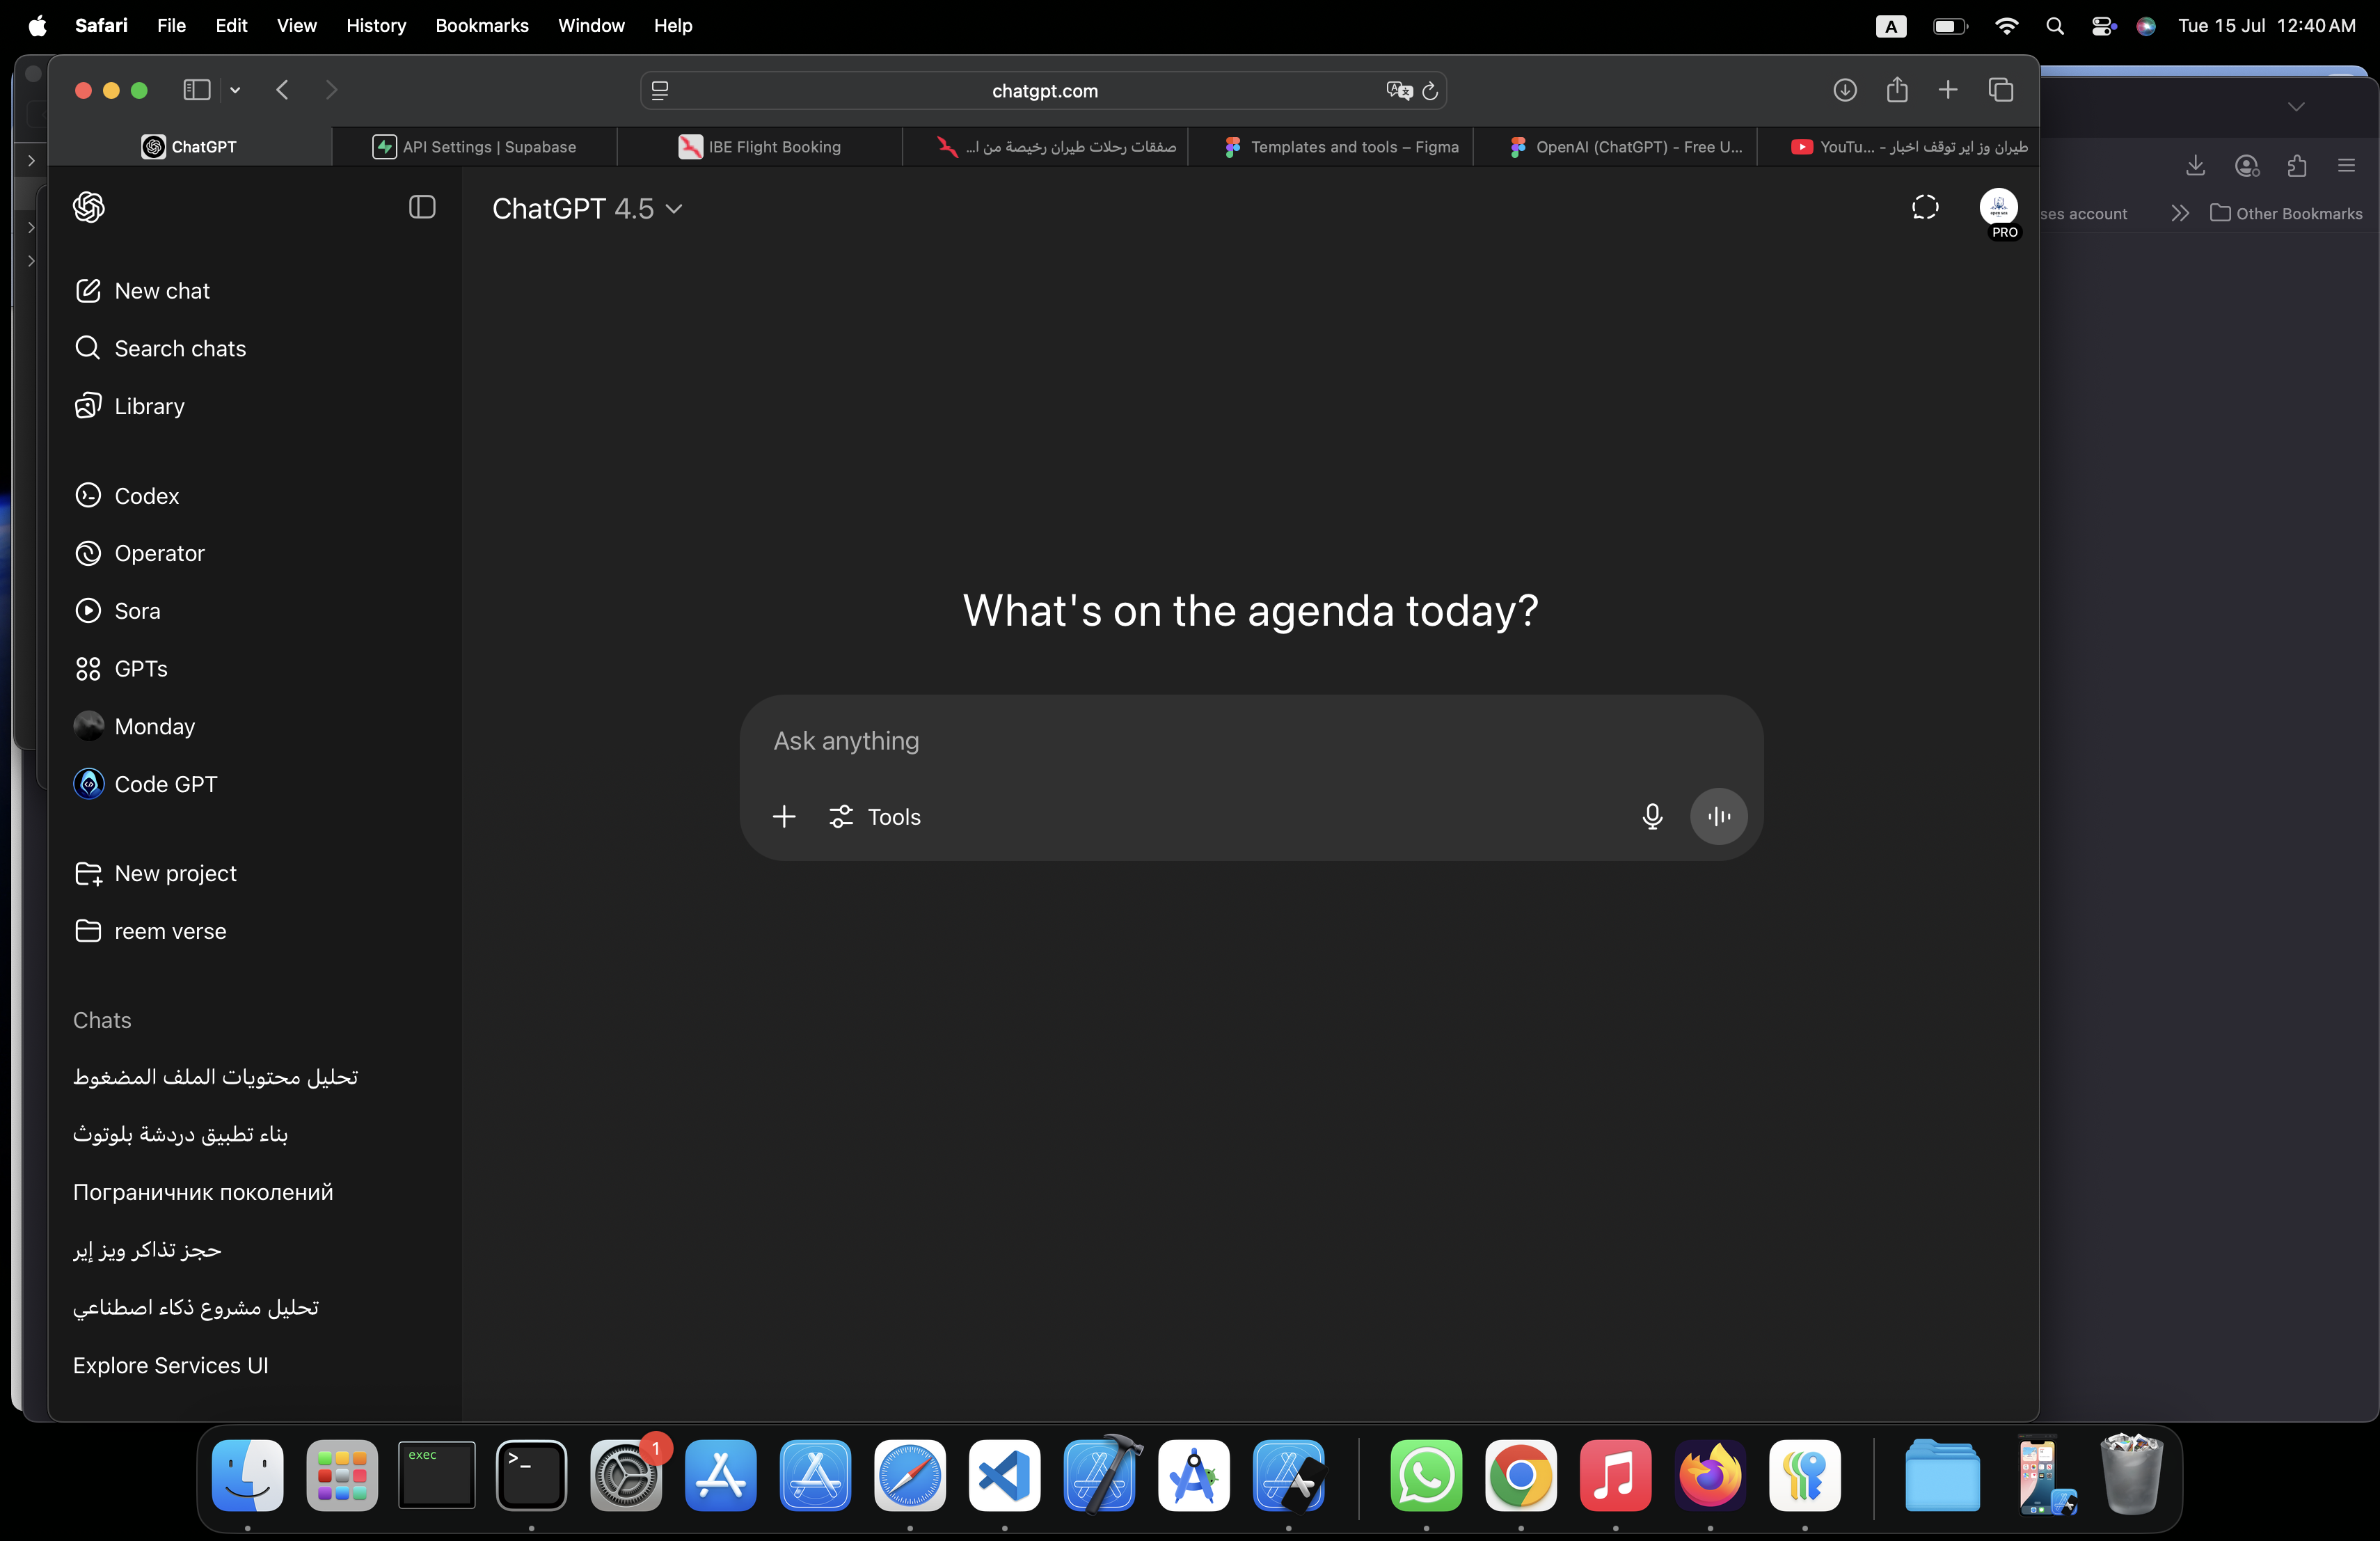 Safari File Edit View History Bookmarks Window Help
A
Tue 15 Jul 12:40 AM
chatgpt.com
ChatGPT
API Settings | Supabase
IBE Flight Booking
صفقات رحلات طيران رخيصة من ا...
Templates and tools – Figma
OpenAI (ChatGPT) - Free U...
طيران وز اير توقف اخبار - YouTu...
ses account
Other Bookmarks
ChatGPT 4.5
PRO
New chat
Search chats
Library
Codex
Operator
Sora
GPTs
Monday
Code GPT
New project
reem verse
Chats
تحليل محتويات الملف المضغوط
بناء تطبيق دردشة بلوتوث
Пограничник поколений
حجز تذاكر ويز إير
تحليل مشروع ذكاء اصطناعي
Explore Services UI
What's on the agenda today?
Ask anything
Tools
exec
>_
1